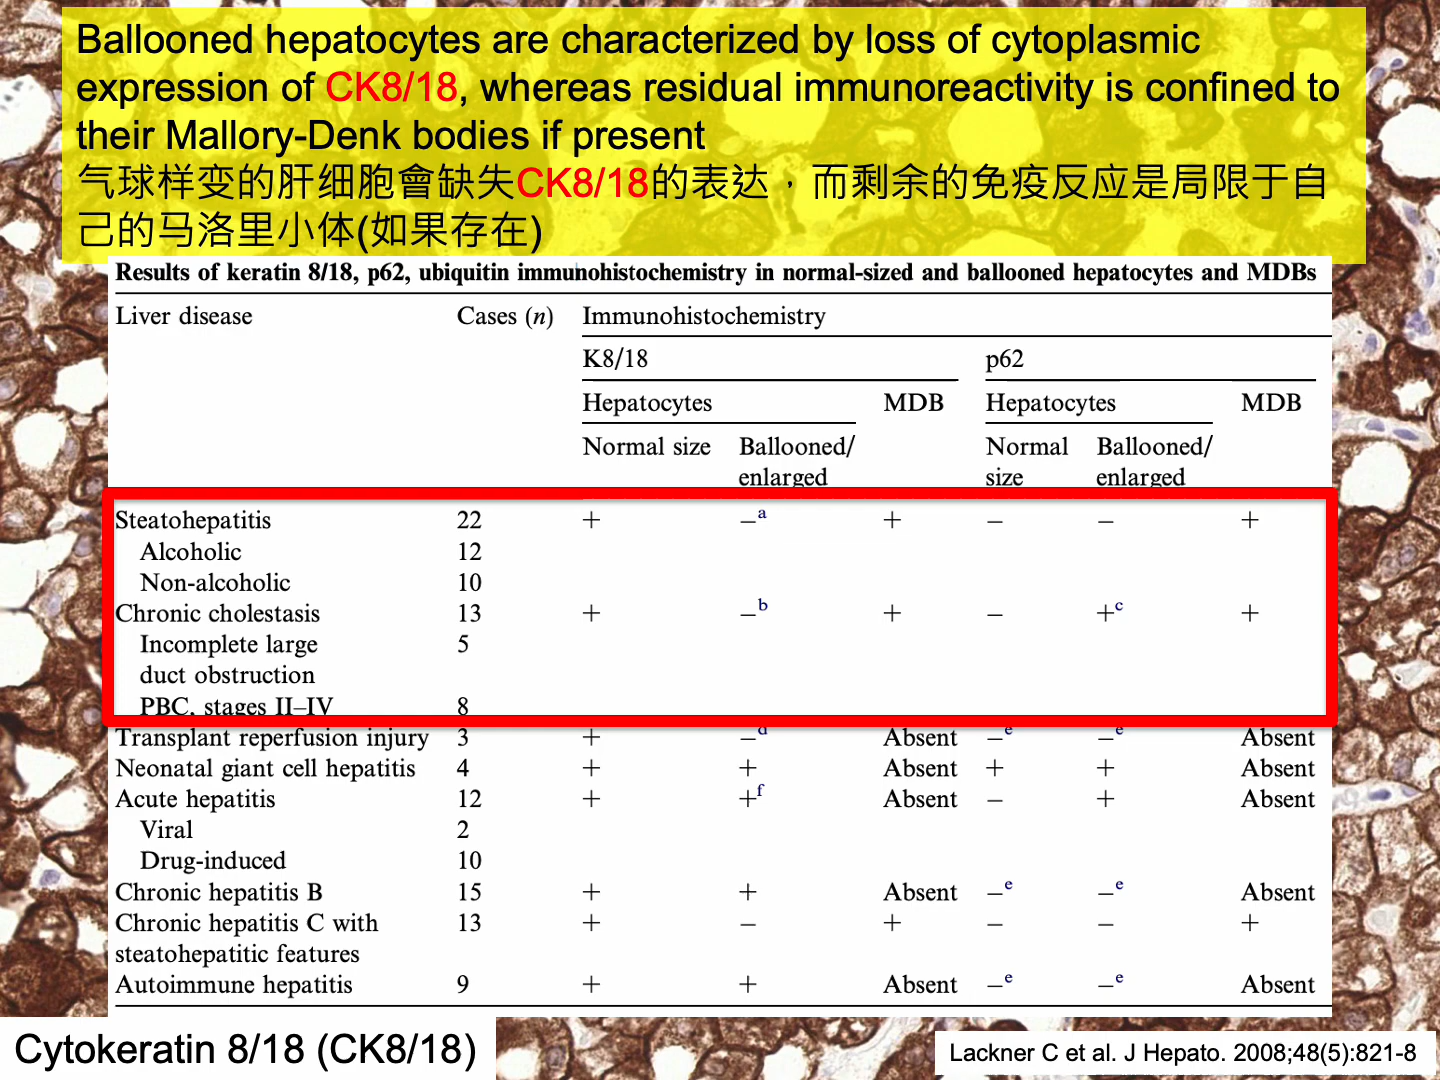 Ballooned hepatocytes are characterized by loss of cytoplasmic
expression of CK8/18, whereas residual immunoreactivity is confined to
their Mallory-Denk bodies if present
气球样变的肝细胞會缺失CK8/18的表达，而剩余的免疫反应是局限于自
己的马洛里小体(如果存在)
Results of keratin 8/18, p62, ubiquitin immunohistochemistry in normal-sized and ballooned hepatocytes and MDBs
Liver disease Cases (n) Immunohistochemistry
K8/18 p62
Hepatocytes MDB Hepatocytes MDB
Normal size Ballooned/ Normal Ballooned/
enlarged size enlarged
Steatohepatitis 22 + −a + − − +
Alcoholic 12
Non-alcoholic 10
Chronic cholestasis 13 + −b + − +c +
Incomplete large 5
duct obstruction
PBC, stages II–IV 8
Transplant reperfusion injury 3 + −d Absent −e −e Absent
Neonatal giant cell hepatitis 4 + + Absent + + Absent
Acute hepatitis 12 + +f Absent − + Absent
Viral 2
Drug-induced 10
Chronic hepatitis B 15 + + Absent −e −e Absent
Chronic hepatitis C with 13 + − + − − +
steatohepatitic features
Autoimmune hepatitis 9 + + Absent −e −e Absent
Cytokeratin 8/18 (CK8/18)
Lackner C et al. J Hepato. 2008;48(5):821-8